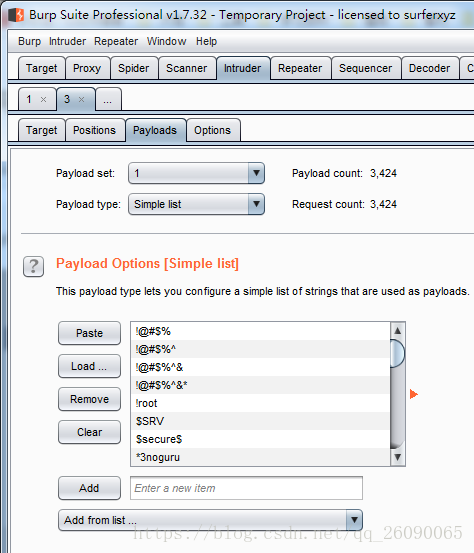 Burp Suite Professional v1.7.32 - Temporary Project - licensed to surferxyz
Burp Intruder Repeater Window Help
Target Proxy Spider Scanner Intruder Repeater Sequencer Decoder C
1 × 3 × ...
Target Positions Payloads Options
Payload set: 1 Payload count: 3,424
Payload type: Simple list Request count: 3,424
? Payload Options [Simple list]
This payload type lets you configure a simple list of strings that are used as payloads.
Paste
Load ...
Remove
Clear
!@#$%
!@#$%^
!@#$%^&
!@#$%^&*
!root
$SRV
$secure$
*3noguru
Add Enter a new item
Add from list ...
https://blog.csdn.net/qq_26090065